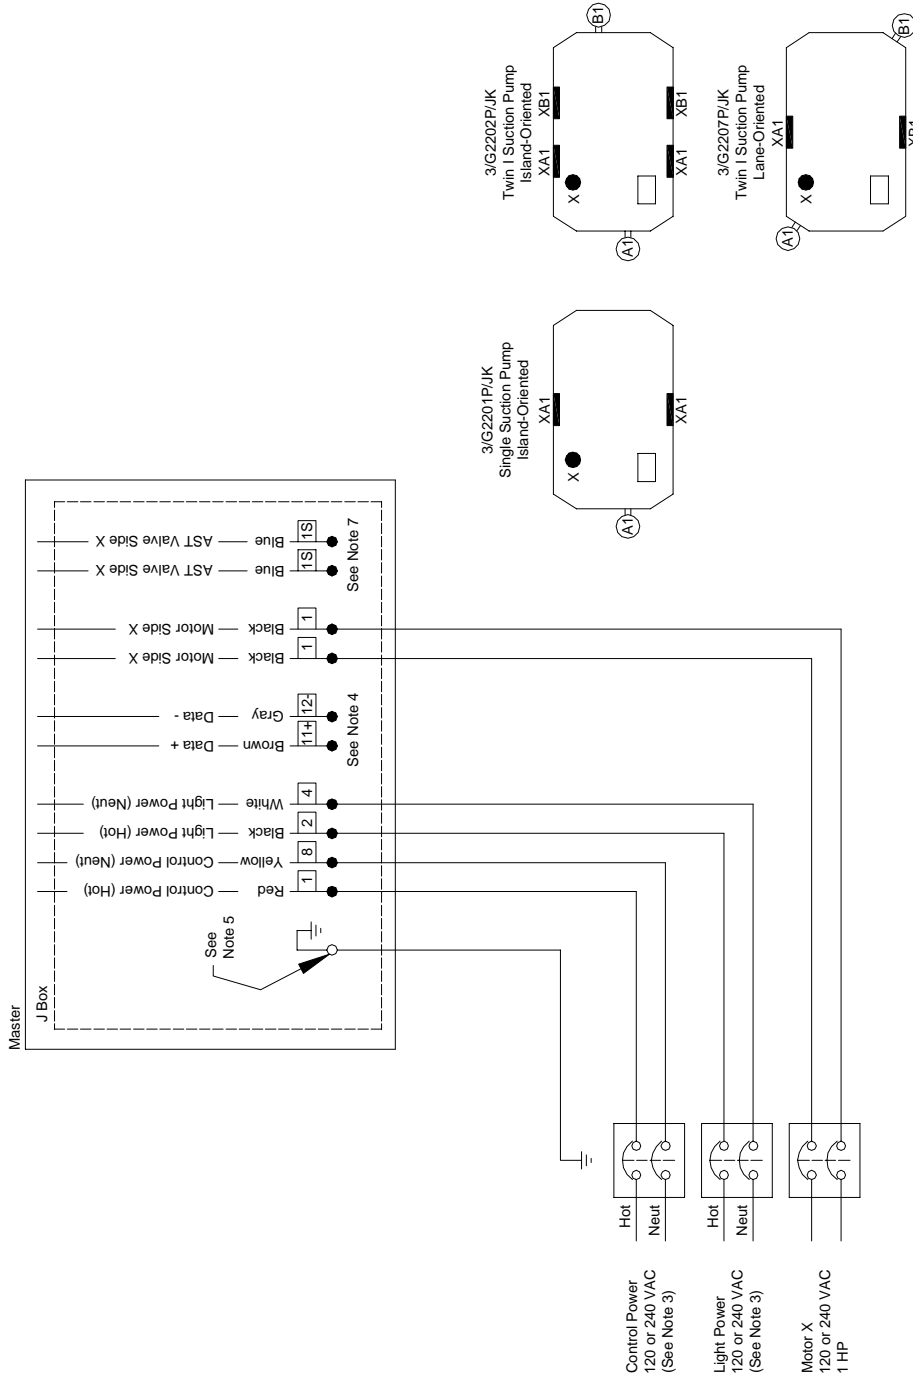 Master
J Box
AST Valve Side X
Blue
1S
AST Valve Side X
Blue
1S
See Note 7
Motor Side X
Black
1
Motor Side X
Black
1
Data -
Gray
12-
Data +
Brown
11+
See Note 4
Light Power (Neut)
White
4
Light Power (Hot)
Black
2
Control Power (Neut)
Yellow
8
Control Power (Hot)
Red
1
See
Note 5
Hot
Neut
Control Power
120 or 240 VAC
(See Note 3)
Hot
Neut
Light Power
120 or 240 VAC
(See Note 3)
Motor X
120 or 240 VAC
1 HP
3/G2201P/JK
Single Suction Pump
Island-Oriented
XA1
X
XA1
A1
3/G2202P/JK
Twin I Suction Pump
Island-Oriented
XA1
XB1
X
XA1
XB1
A1
B1
3/G2207P/JK
Twin I Suction Pump
Lane-Oriented
XA1
X
XB1
A1
B1